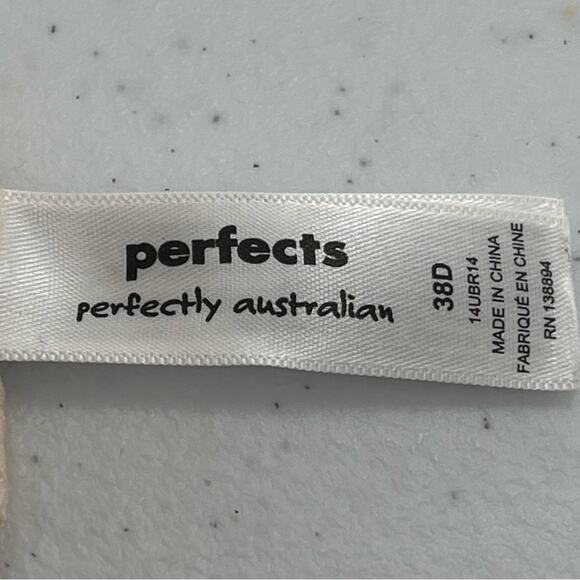 perfects
perfectly australian
38D
14UBR14
MADE IN CHINA
FABRIQUÉ EN CHINE
RN 138894